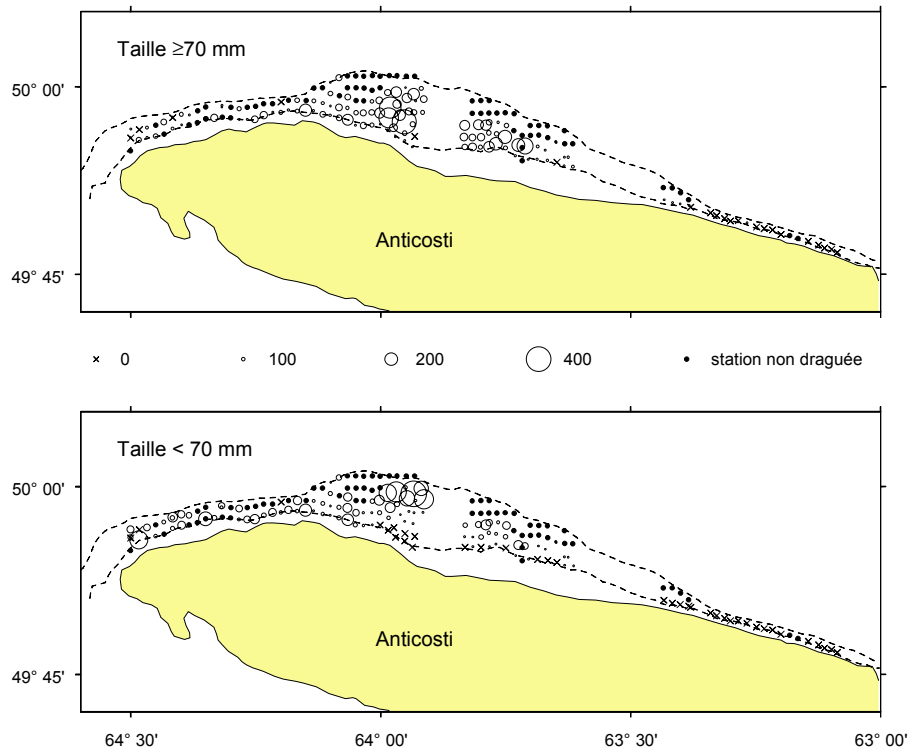 Taille ≥70 mm
50° 00'
Anticosti
49° 45'
0 100 200 400 station non draguée
Taille < 70 mm
50° 00'
Anticosti
49° 45'
64° 30' 64° 00' 63° 30' 63° 00'